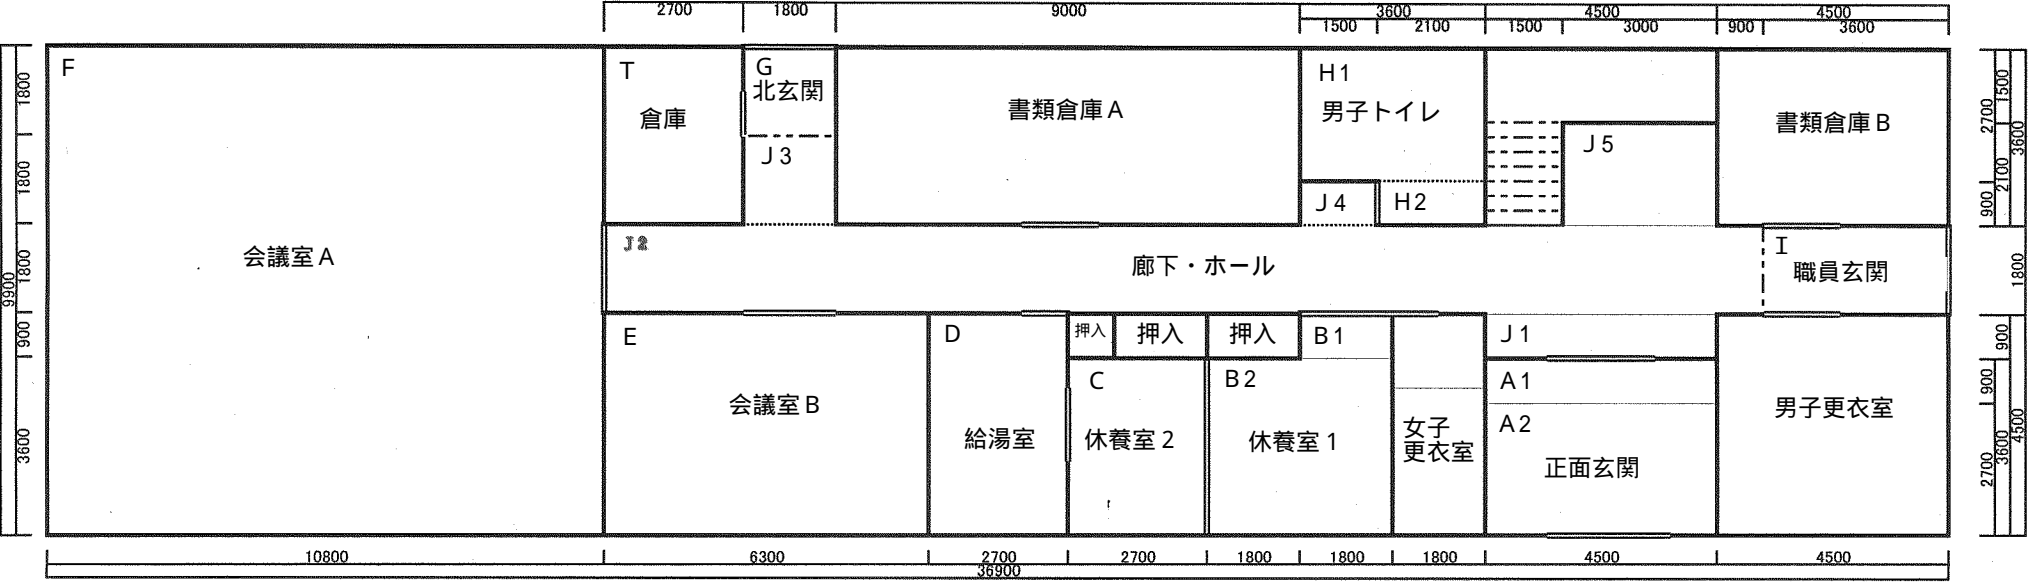 2700
1800
9000
3600
4500
4500
1500
2100
1500
3000
900
3600
F
T
倉庫
G
北玄関
J3
書類倉庫A
H1
男子トイレ
J4
H2
J5
書類倉庫B
1800
1800
1800
900
3600
9900
会議室A
J2
廊下・ホール
I
職員玄関
1500
2100
2700
900
3600
1800
900
900
2700
3600
4500
E
会議室B
D
給湯室
押入
押入
押入
C
休養室2
B1
B2
休養室1
女子
更衣室
J1
A1
A2
正面玄関
男子更衣室
10800
6300
2700
2700
1800
1800
1800
4500
4500
36900